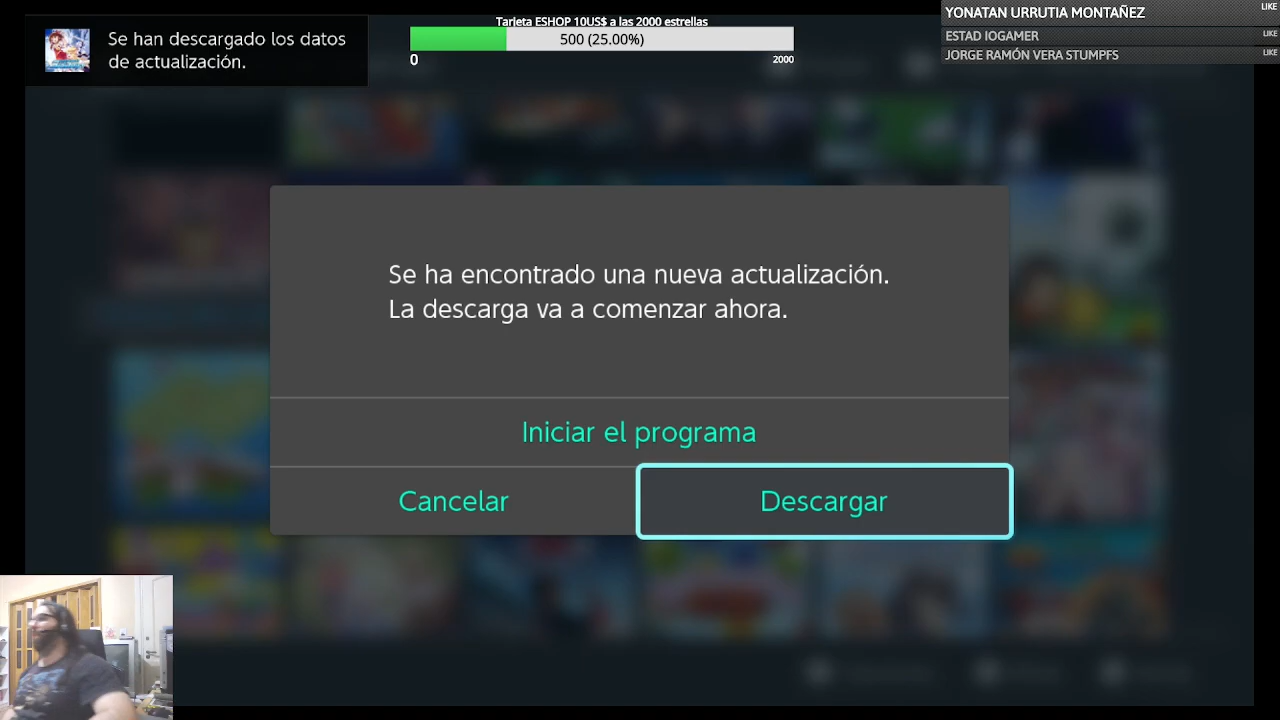 Se han descargado los datos
de actualización.
Tarjeta ESHOP 10US$ a las 2000 estrellas
500 (25.00%)
0
2000
YONATAN URRUTIA MONTAÑEZ
LIKE
ESTAD IOGAMER
LIKE
JORGE RAMÓN VERA STUMPFS
LIKE
Se ha encontrado una nueva actualización.
La descarga va a comenzar ahora.
Iniciar el programa
Cancelar
Descargar